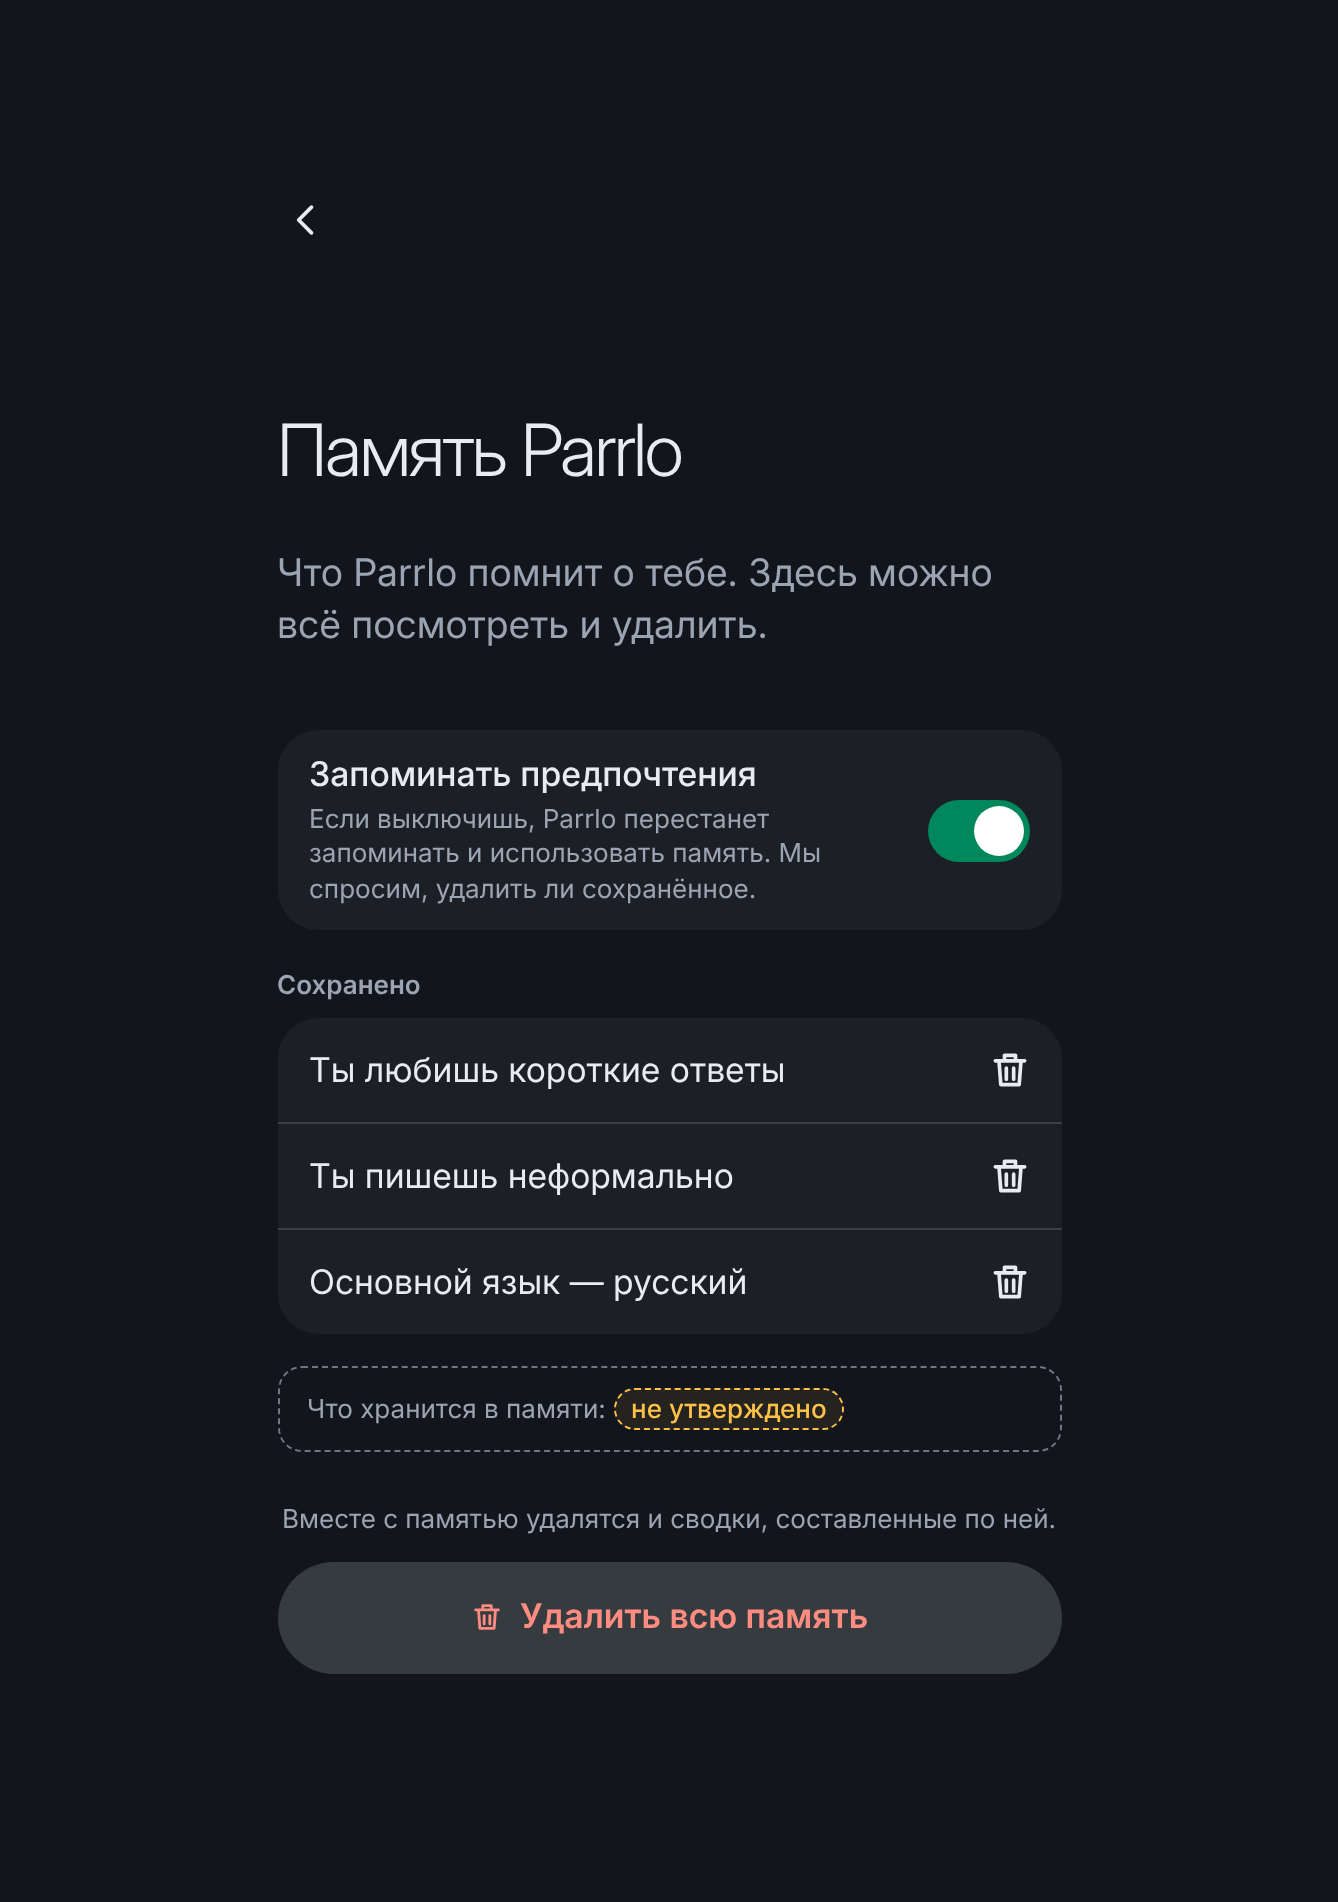 Память Parrlo
Что Parrlo помнит о тебе. Здесь можно
всё посмотреть и удалить.
Запоминать предпочтения
Если выключишь, Parrlo перестанет
запоминать и использовать память. Мы
спросим, удалить ли сохранённое.
Сохранено
Ты любишь короткие ответы
Ты пишешь неформально
Основной язык — русский
Что хранится в памяти: не утверждено
Вместе с памятью удалятся и сводки, составленные по ней.
Удалить всю память